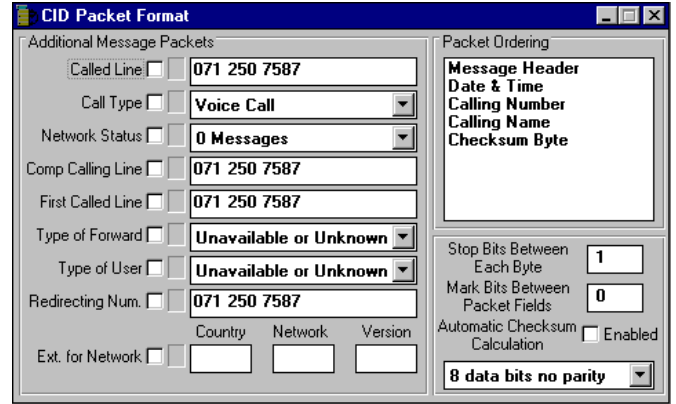 CID Packet Format
Additional Message Packets
Called Line 071 250 7587
Call Type Voice Call
Network Status 0 Messages
Comp Calling Line 071 250 7587
First Called Line 071 250 7587
Type of Forward Unavailable or Unknown
Type of User Unavailable or Unknown
Redirecting Num. 071 250 7587
Country Network Version
Ext. for Network
Packet Ordering
Message Header
Date & Time
Calling Number
Calling Name
Checksum Byte
Stop Bits Between
Each Byte 1
Mark Bits Between
Packet Fields 0
Automatic Checksum
Calculation Enabled
8 data bits no parity